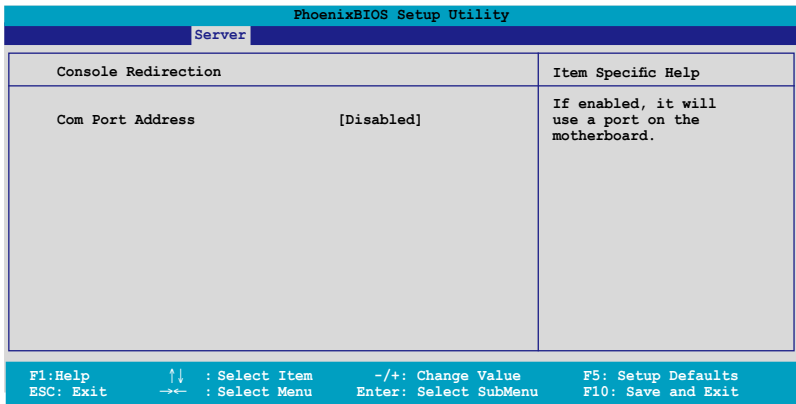 PhoenixBIOS Setup Utility
Server
Console Redirection
Item Specific Help
Com Port Address [Disabled]
If enabled, it will
use a port on the
motherboard.
F1:Help ↑↓ : Select Item -/+: Change Value F5: Setup Defaults
ESC: Exit →← : Select Menu Enter: Select SubMenu F10: Save and Exit